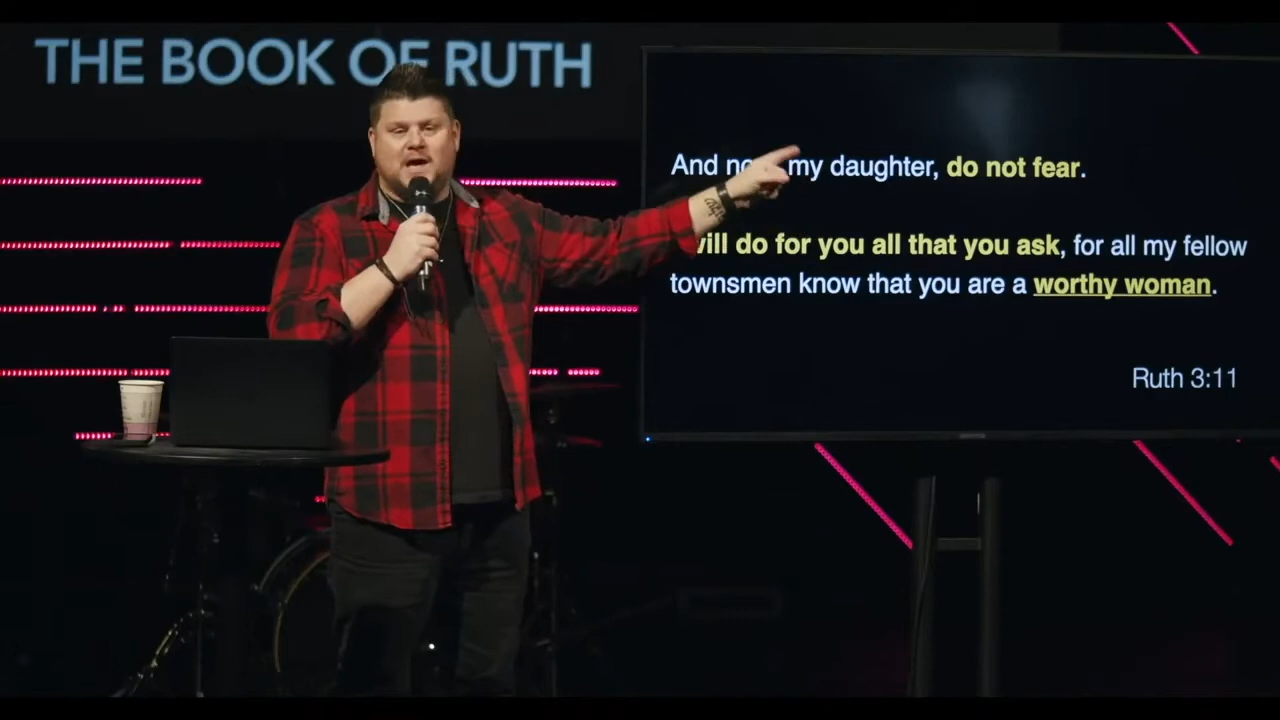 THE BOOK OF RUTH
And my daughter, do not fear.
will do for you all that you ask, for all my fellow
townsmen know that you are a worthy woman.
Ruth 3:11